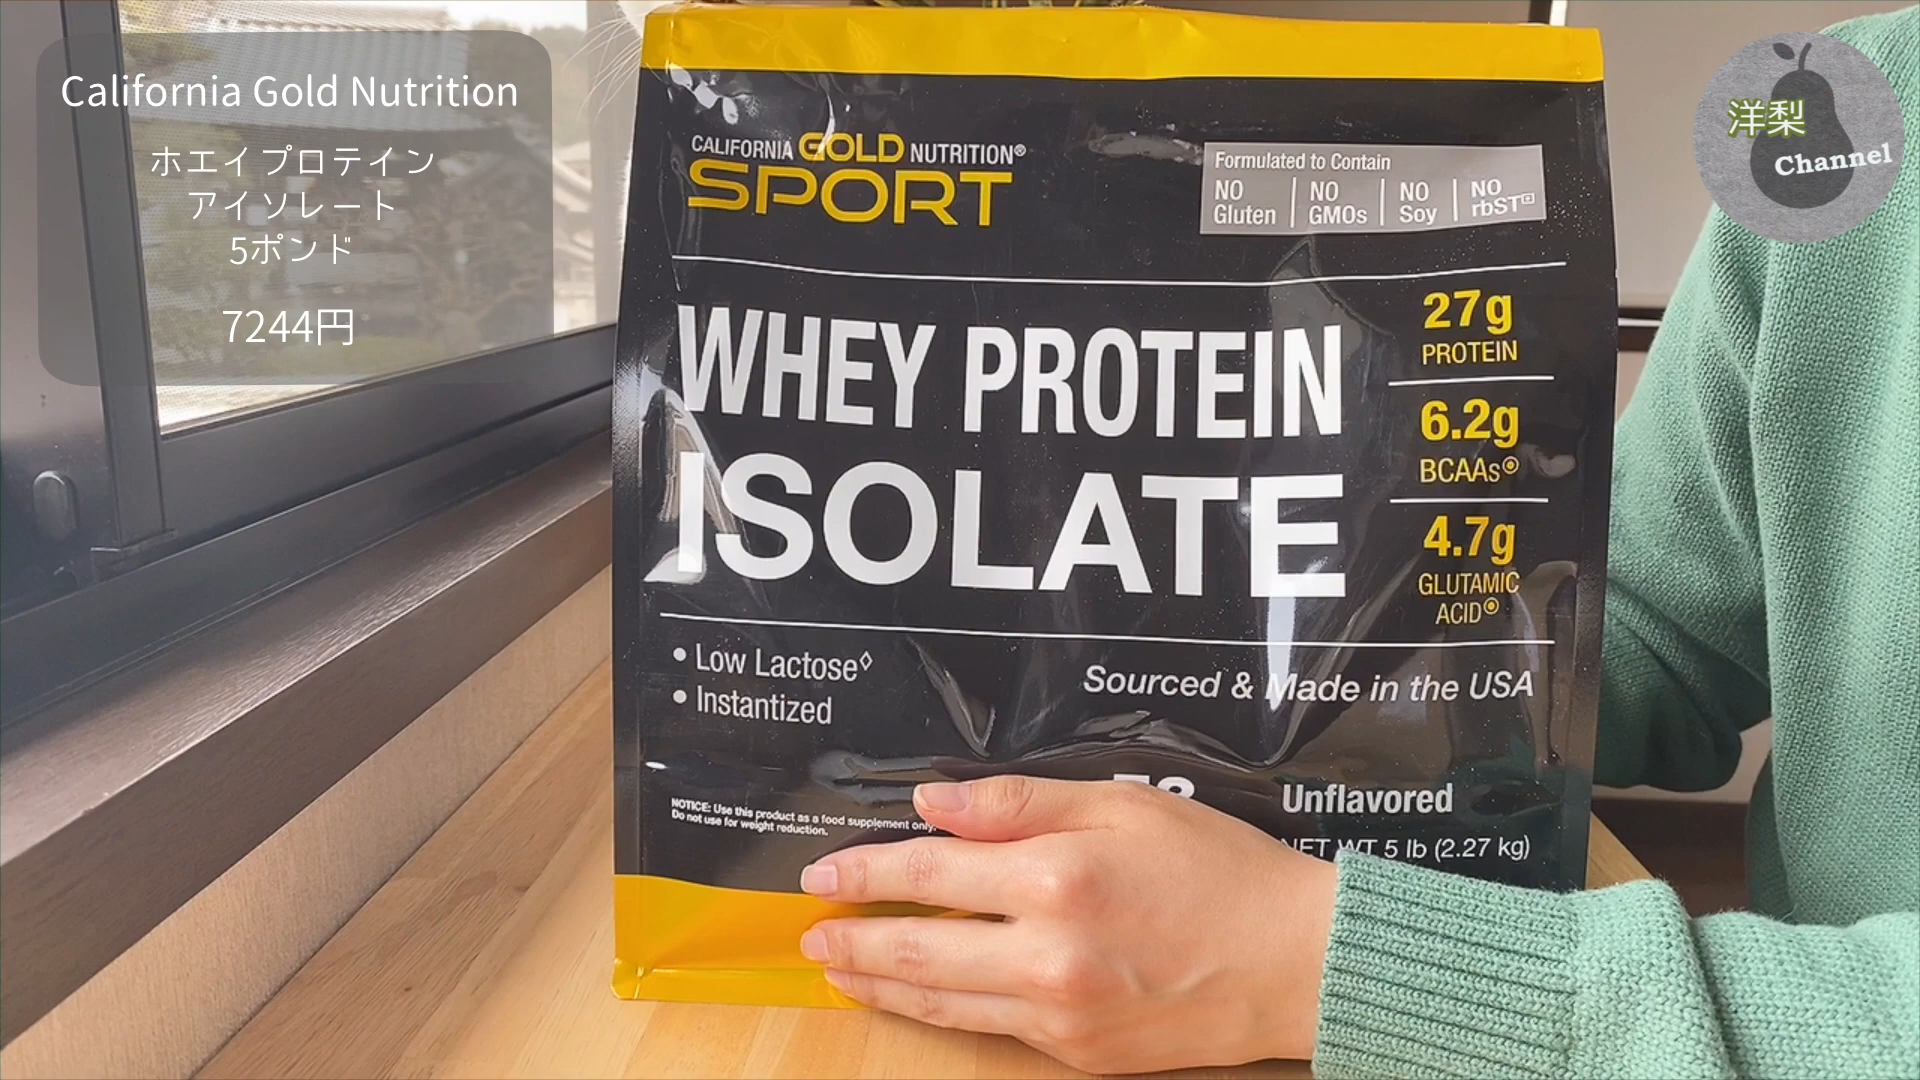 California Gold Nutrition
ホエイプロテイン
アイソレート
5ポンド
7244円
洋梨
Channel
CALIFORNIA GOLD NUTRITION®
SPORT
Formulated to Contain
NO Gluten
NO GMOs
NO Soy
NO rbST
WHEY PROTEIN
ISOLATE
27g
PROTEIN
6.2g
BCAAs
4.7g
GLUTAMIC
ACID
• Low Lactose◊
• Instantized
Sourced & Made in the USA
Unflavored
NET WT 5 lb (2.27 kg)
NOTICE: Use this product as a food supplement only.
Do not use for weight reduction.